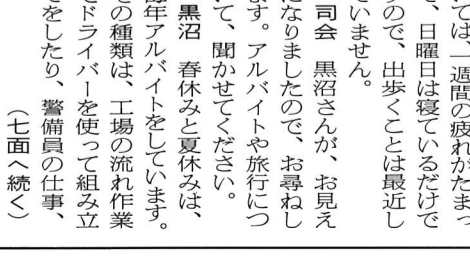 ては、一週間の疲れがたまっ
、日曜日は寝ているだけで
ので、出歩くことは最近し
ていません。
司会　黒沼さんが、お見え
になりましたので、お尋ねし
ます。アルバイトや旅行につ
いて、聞かせてください。
黒沼　春休みと夏休みは、
毎年アルバイトをしています。
その種類は、工場の流れ作業
をドライバーを使って組み立
てをしたり、警備員の仕事、
（七面へ続く）